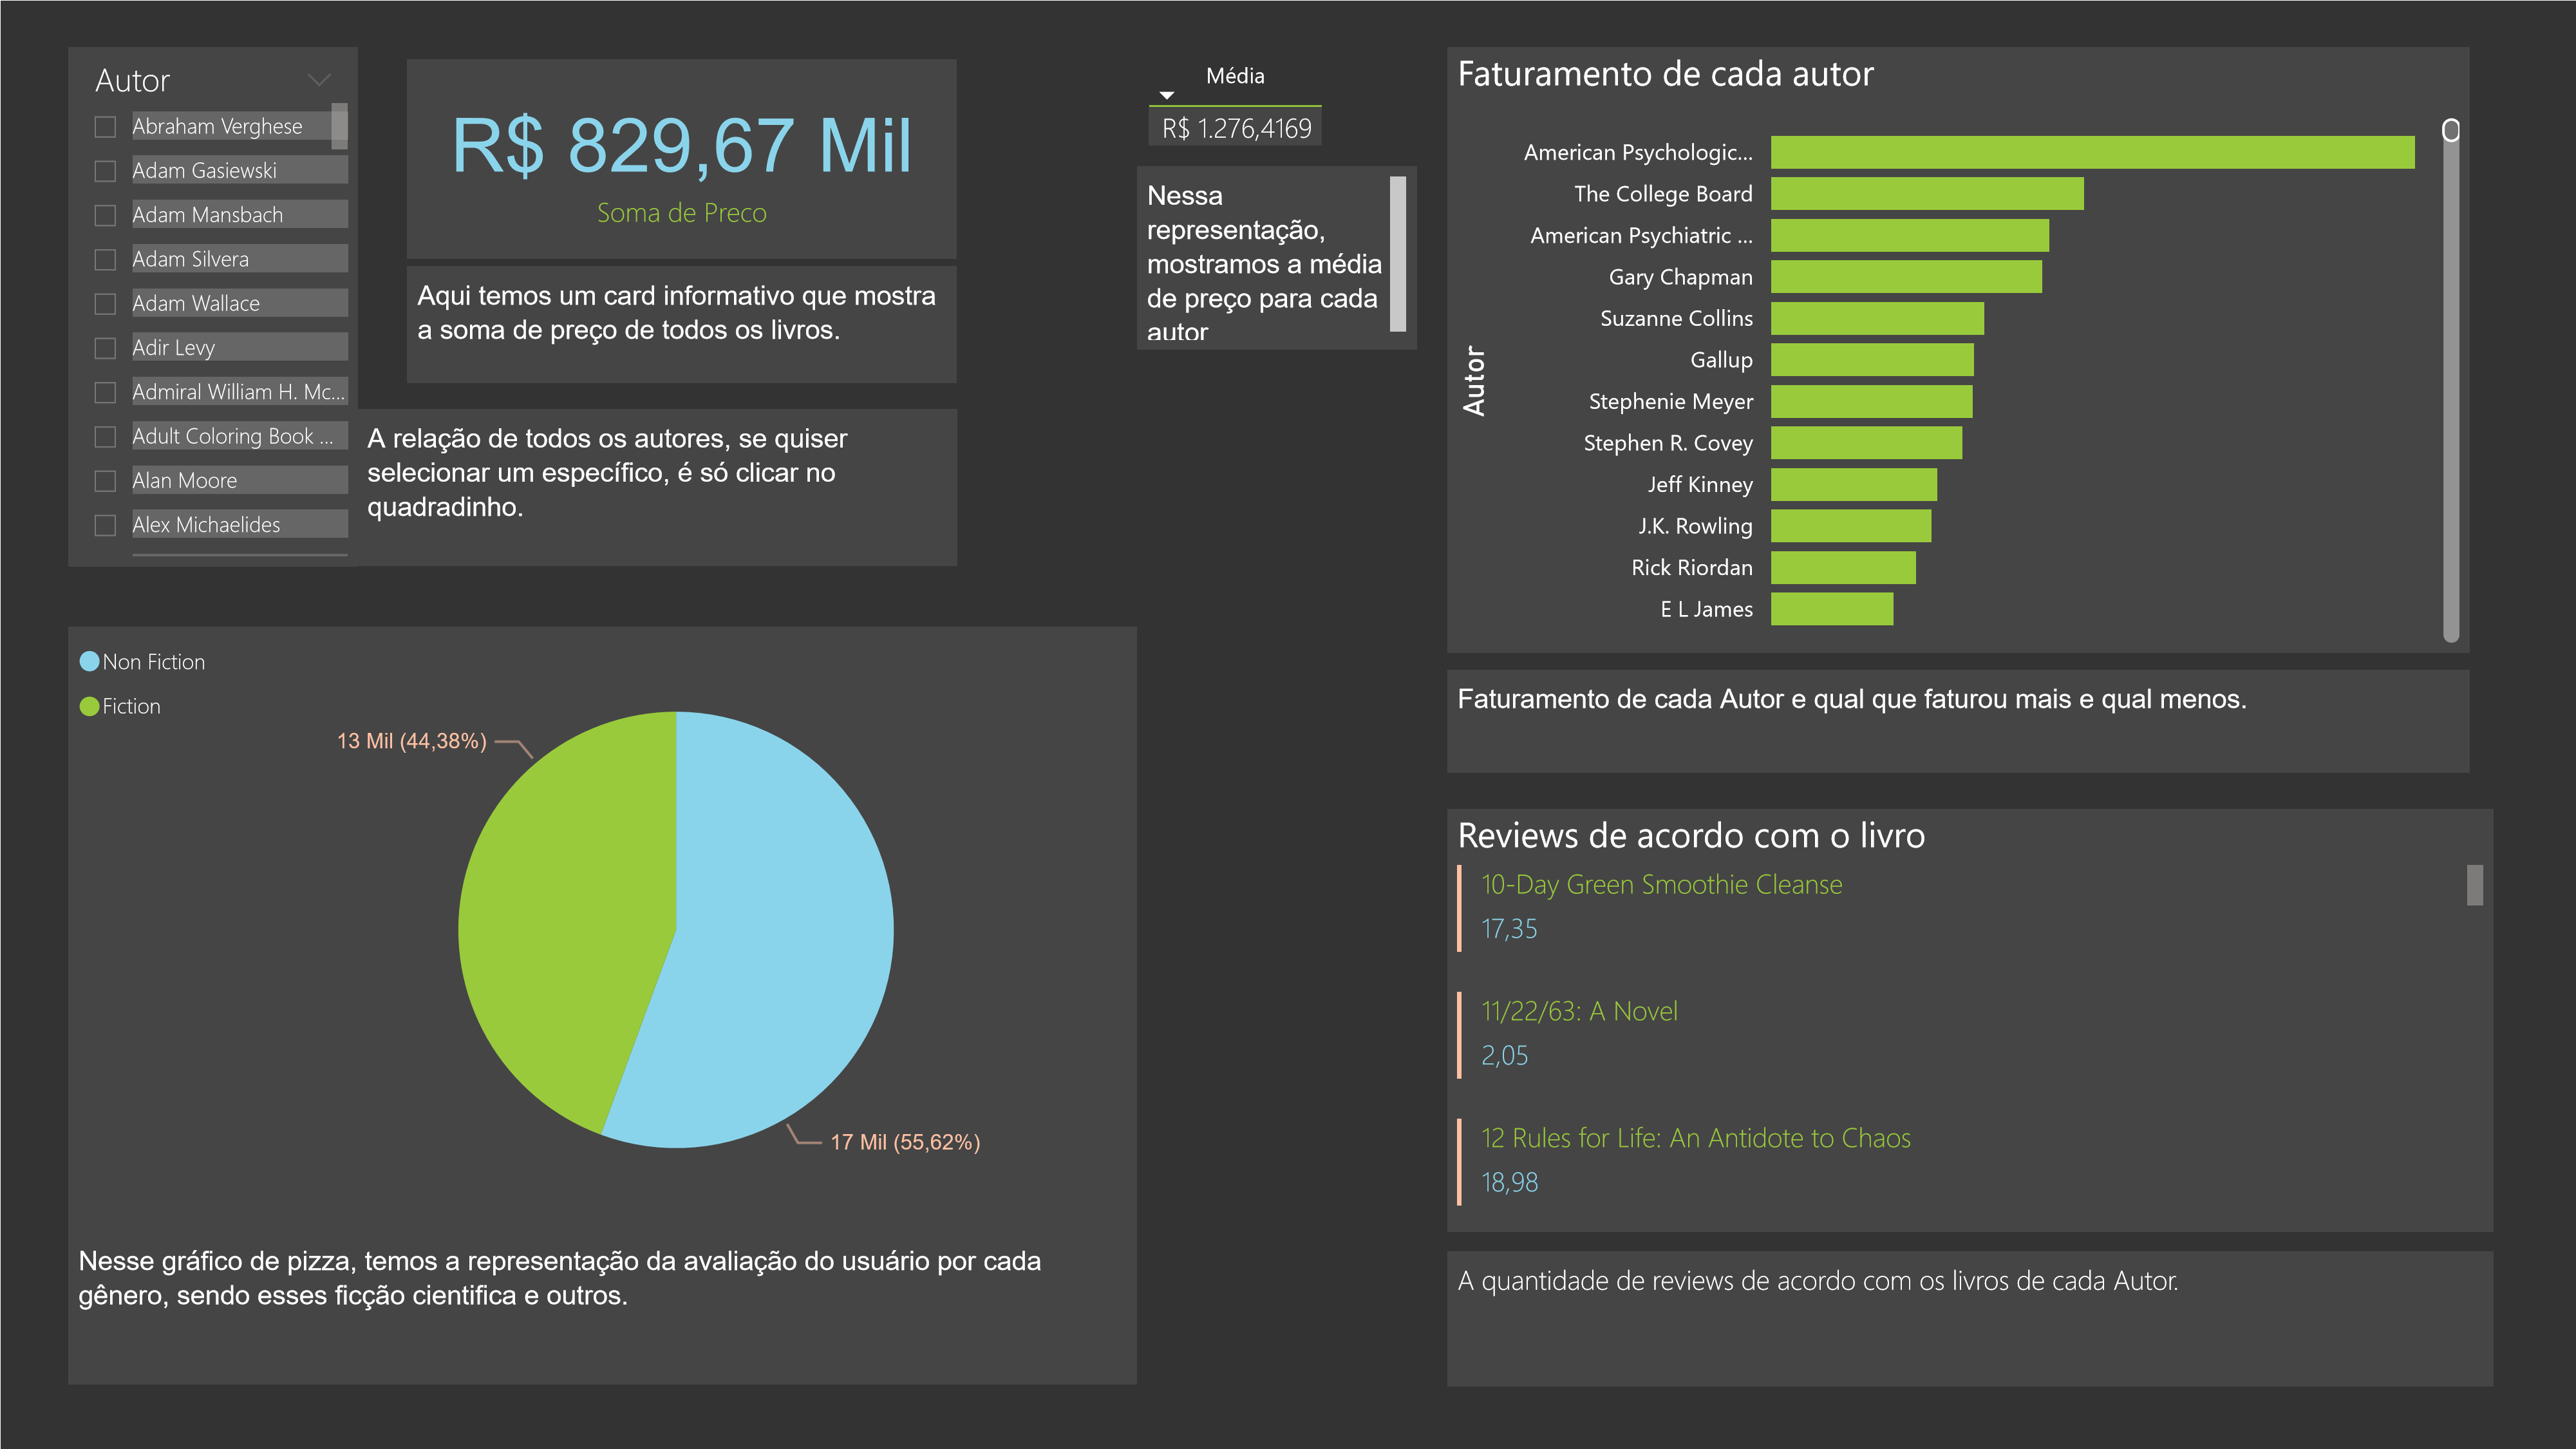 Autor
Abraham Verghese
Adam Gasiewski
Adam Mansbach
Adam Silvera
Adam Wallace
Adir Levy
Admiral William H. Mc...
Adult Coloring Book ...
Alan Moore
Alex Michaelides
R$ 829,67 Mil
Soma de Preco
Aqui temos um card informativo que mostra
a soma de preço de todos os livros.
A relação de todos os autores, se quiser
selecionar um específico, é só clicar no
quadradinho.
Média
R$ 1.276,4169
Nessa
representação,
mostramos a média
de preço para cada
autor
Faturamento de cada autor
Autor
American Psychologic...
The College Board
American Psychiatric ...
Gary Chapman
Suzanne Collins
Gallup
Stephenie Meyer
Stephen R. Covey
Jeff Kinney
J.K. Rowling
Rick Riordan
E L James
Faturamento de cada Autor e qual que faturou mais e qual menos.
Non Fiction
Fiction
13 Mil (44,38%)
17 Mil (55,62%)
Nesse gráfico de pizza, temos a representação da avaliação do usuário por cada
gênero, sendo esses ficção cientifica e outros.
Reviews de acordo com o livro
10-Day Green Smoothie Cleanse
17,35
11/22/63: A Novel
2,05
12 Rules for Life: An Antidote to Chaos
18,98
A quantidade de reviews de acordo com os livros de cada Autor.